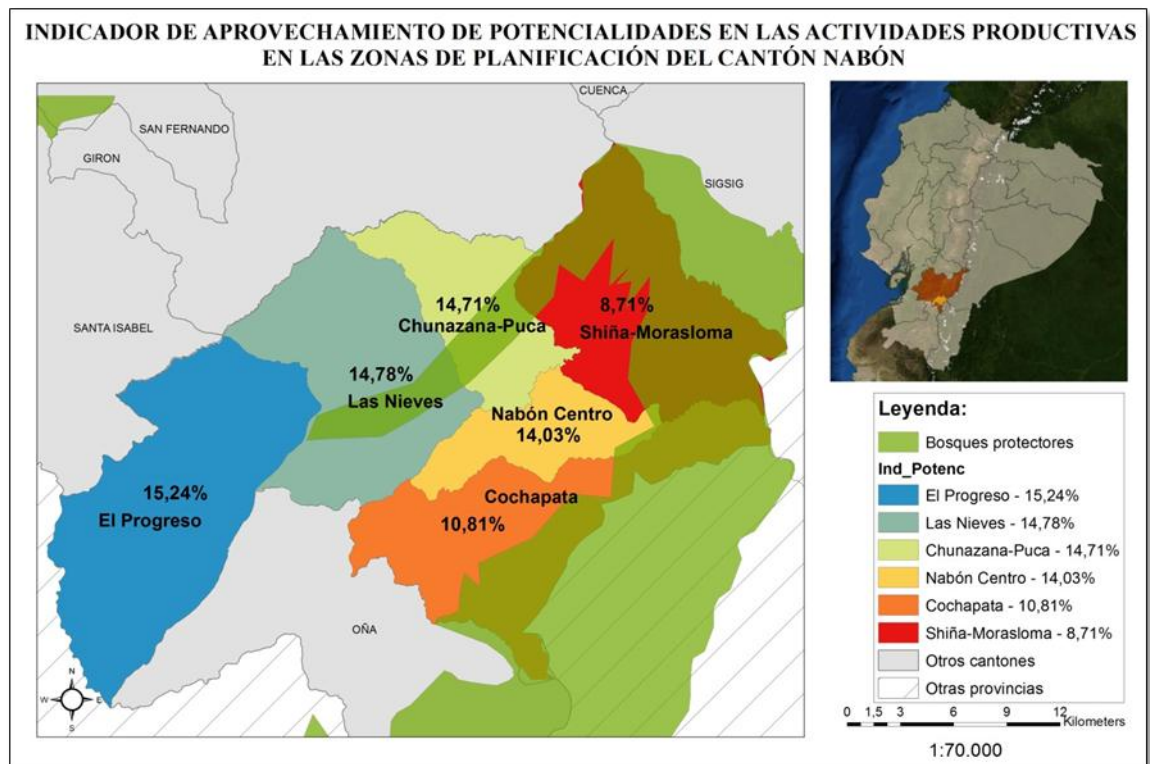 INDICADOR DE APROVECHAMIENTO DE POTENCIALIDADES EN LAS ACTIVIDADES PRODUCTIVAS
EN LAS ZONAS DE PLANIFICACIÓN DEL CANTÓN NABÓN
CUENCA
SAN FERNANDO
GIRON
SIGSIG
SANTA ISABEL
14,71%
Chunazana-Puca
8,71%
Shiña-Morasloma
14,78%
Las Nieves
Nabón Centro
14,03%
15,24%
El Progreso
Cochapata
10,81%
OÑA
N
W E
S
Leyenda:
Bosques protectores
Ind_Potenc
El Progreso - 15,24%
Las Nieves - 14,78%
Chunazana-Puca - 14,71%
Nabón Centro - 14,03%
Cochapata - 10,81%
Shiña-Morasloma - 8,71%
Otros cantones
Otras provincias
0 1,5 3 6 9 12
Kilometers
1:70.000